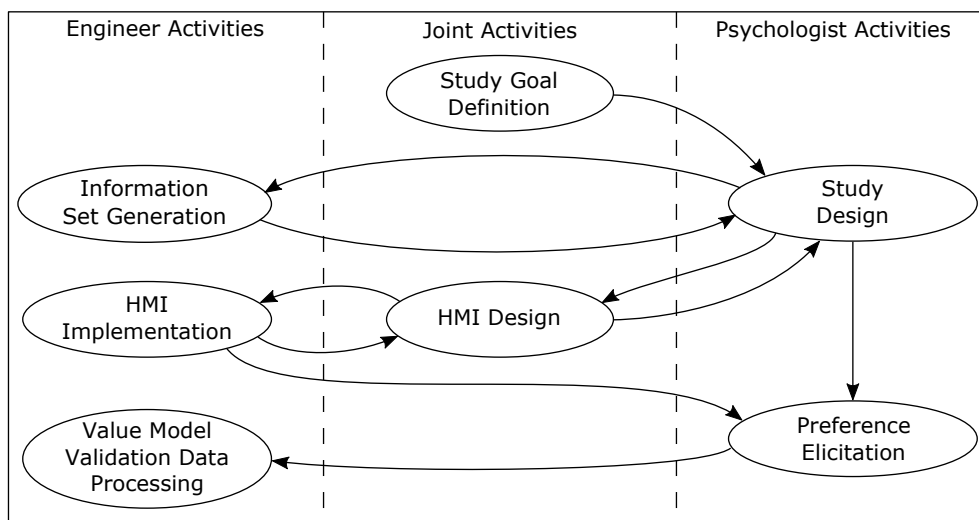 Engineer Activities
Joint Activities
Psychologist Activities
Study Goal
Definition
Information
Set Generation
Study
Design
HMI
Implementation
HMI Design
Value Model
Validation Data
Processing
Preference
Elicitation